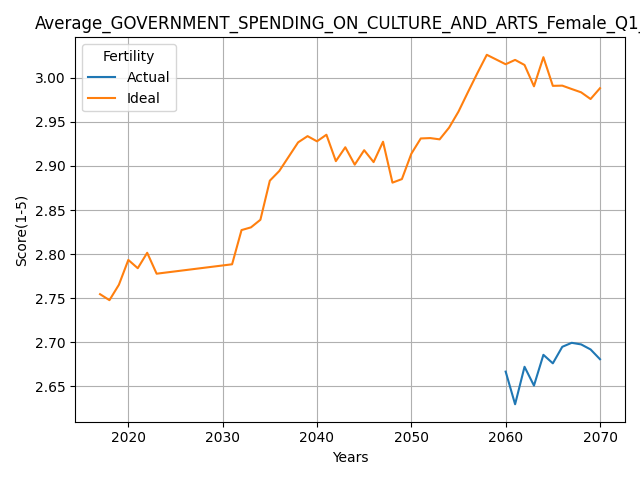 Average_GOVERNMENT_SPENDING_ON_CULTURE_AND_ARTS_Female_Q1_
Fertility
Actual
Ideal
3.00
2.95
2.90
2.85
2.80
2.75
2.70
2.65
Score(1-5)
2020 2030 2040 2050 2060 2070
Years